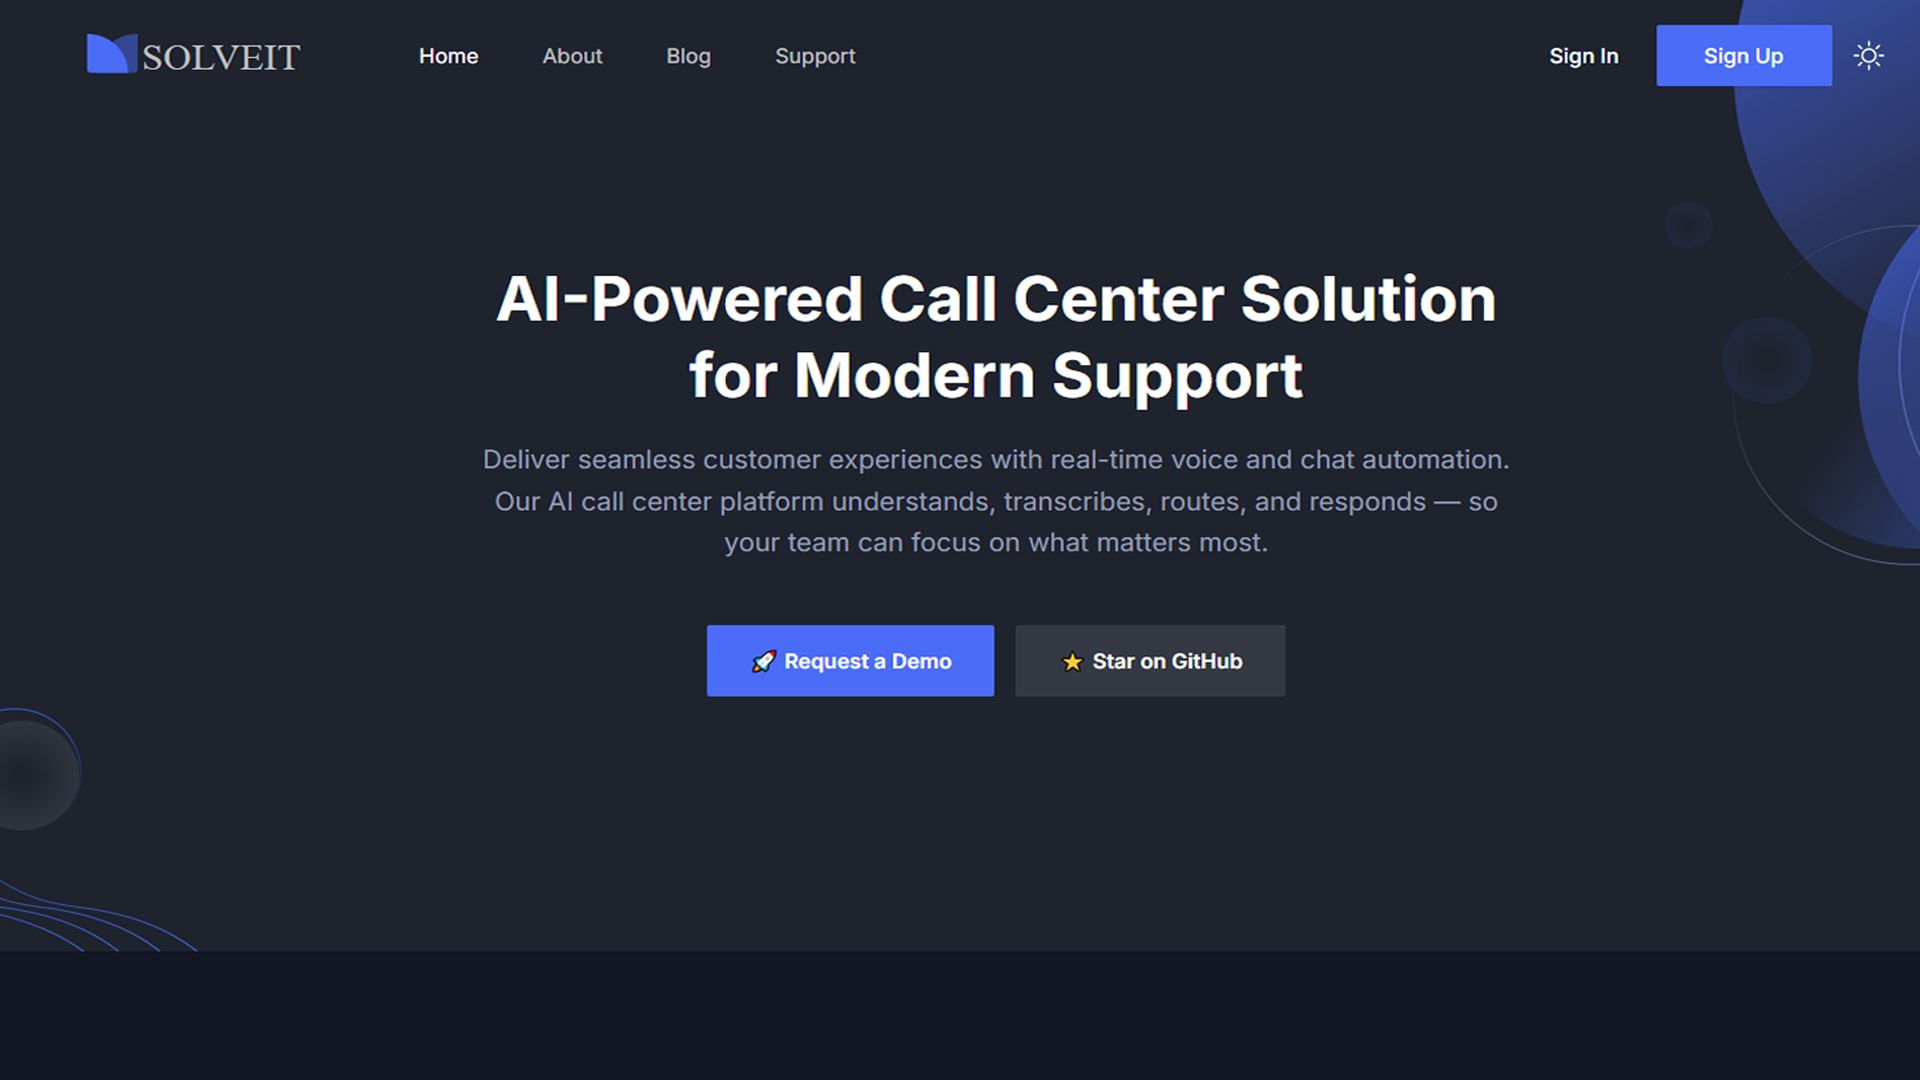 SOLVEIT
Home
About
Blog
Support
Sign In
Sign Up
AI-Powered Call Center Solution
for Modern Support
Deliver seamless customer experiences with real-time voice and chat automation.
Our AI call center platform understands, transcribes, routes, and responds — so
your team can focus on what matters most.
🚀 Request a Demo
⭐ Star on GitHub